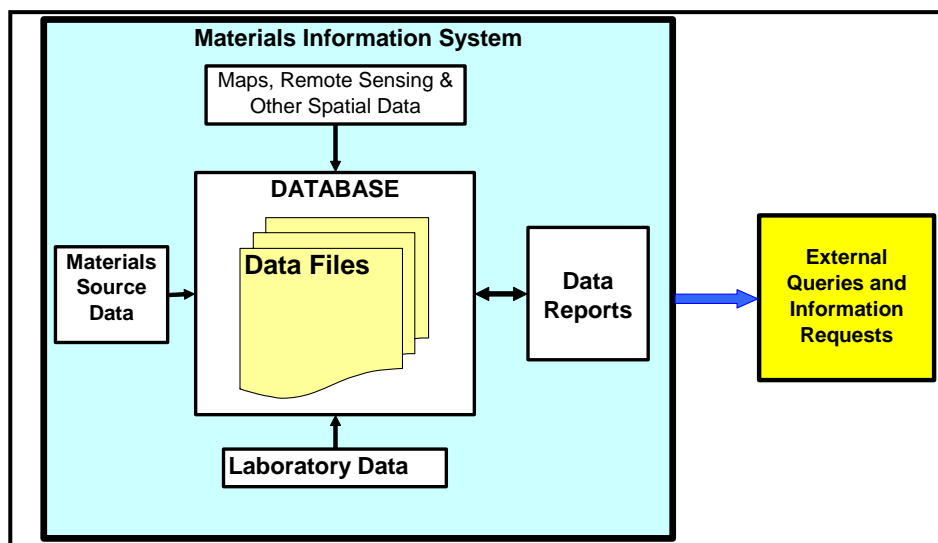 Materials Information System
Maps, Remote Sensing &
Other Spatial Data
DATABASE
Data Files
Materials
Source
Data
Data
Reports
External
Queries and
Information
Requests
Laboratory Data